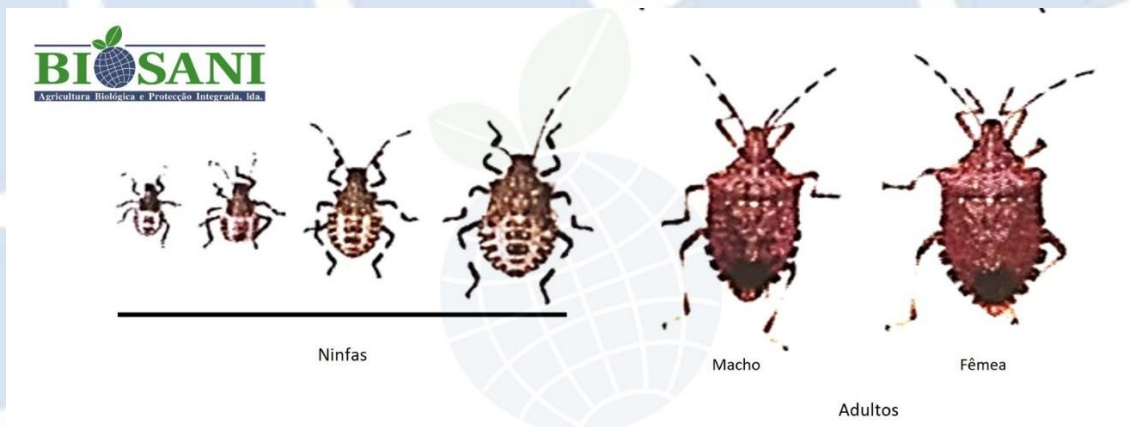 BIOSANI
Agricultura Biológica e Protecção Integrada, lda.
Ninfas
Macho
Fêmea
Adultos